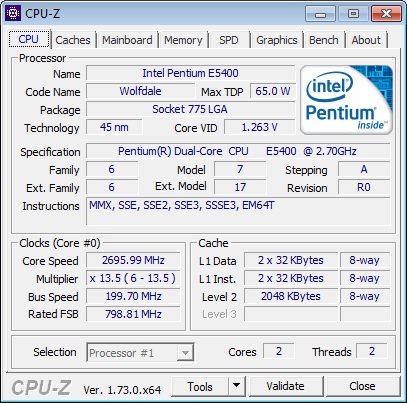 CPU-Z
CPU Caches Mainboard Memory SPD Graphics Bench About
Processor
Name Intel Pentium E5400
Code Name Wolfdale Max TDP 65.0 W
Package Socket 775 LGA
Technology 45 nm Core VID 1.263 V
intel
Pentium
inside™
Specification Pentium(R) Dual-Core CPU E5400 @ 2.70GHz
Family 6 Model 7 Stepping A
Ext. Family 6 Ext. Model 17 Revision R0
Instructions MMX, SSE, SSE2, SSE3, SSSE3, EM64T
Clocks (Core #0)
Core Speed 2695.99 MHz
Multiplier x 13.5 ( 6 - 13.5 )
Bus Speed 199.70 MHz
Rated FSB 798.81 MHz
Cache
L1 Data 2 x 32 KBytes 8-way
L1 Inst. 2 x 32 KBytes 8-way
Level 2 2048 KBytes 8-way
Level 3
Selection Processor #1 Cores 2 Threads 2
CPU-Z Ver. 1.73.0.x64 Tools Validate Close